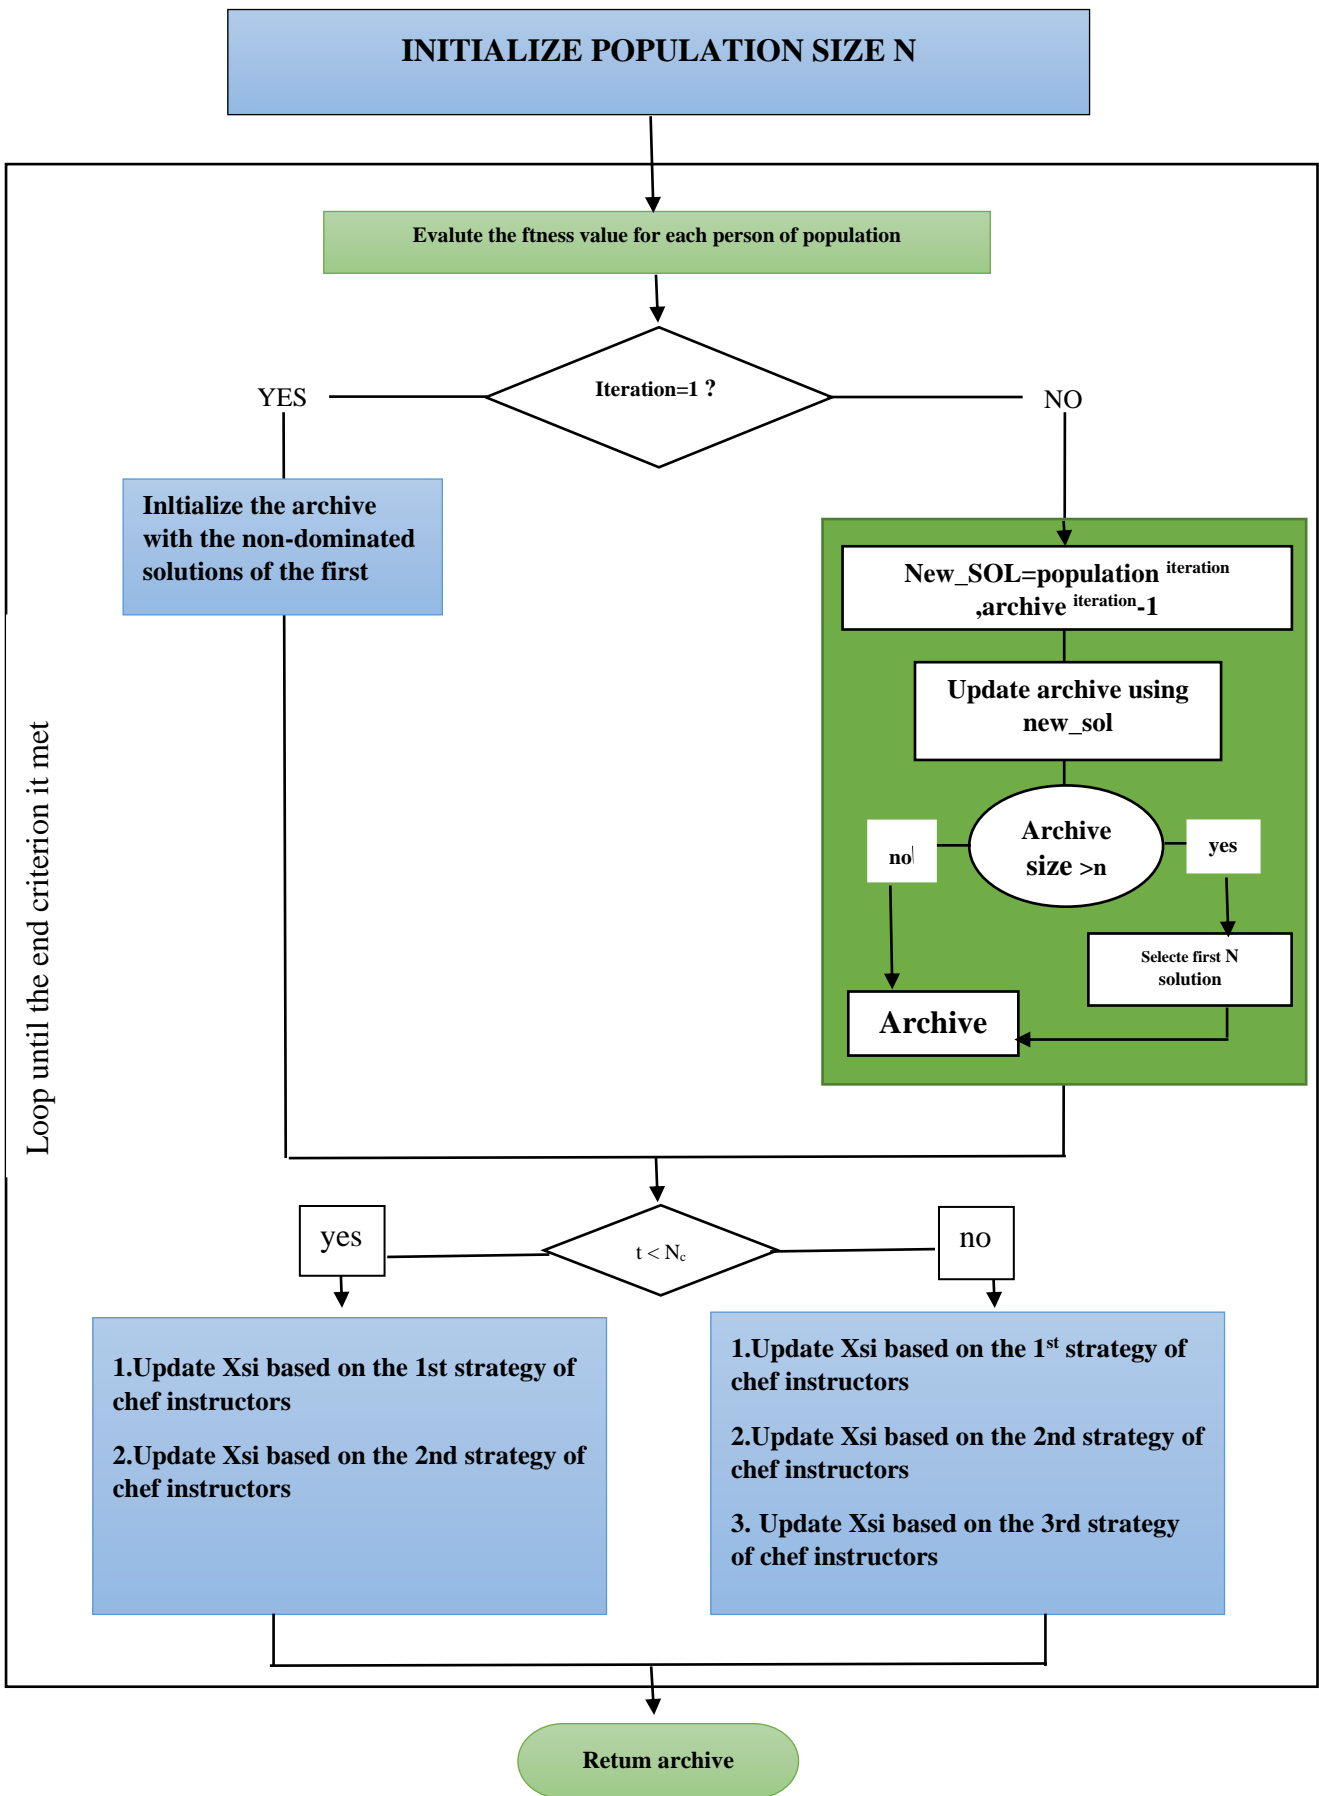 INITIALIZE POPULATION SIZE N
Evalute the ftness value for each person of population
Iteration=1 ?
YES
NO
Inltialize the archive
with the non-dominated
solutions of the first
New_SOL=population iteration
,archive iteration-1
Update archive using
new_sol
Archive
size >n
no
yes
Selecte first N
solution
Archive
Loop until the end criterion it met
t < Nc
yes
no
1.Update Xsi based on the 1st strategy of
chef instructors
2.Update Xsi based on the 2nd strategy of
chef instructors
1.Update Xsi based on the 1st strategy of
chef instructors
2.Update Xsi based on the 2nd strategy of
chef instructors
3. Update Xsi based on the 3rd strategy
of chef instructors
Retum archive